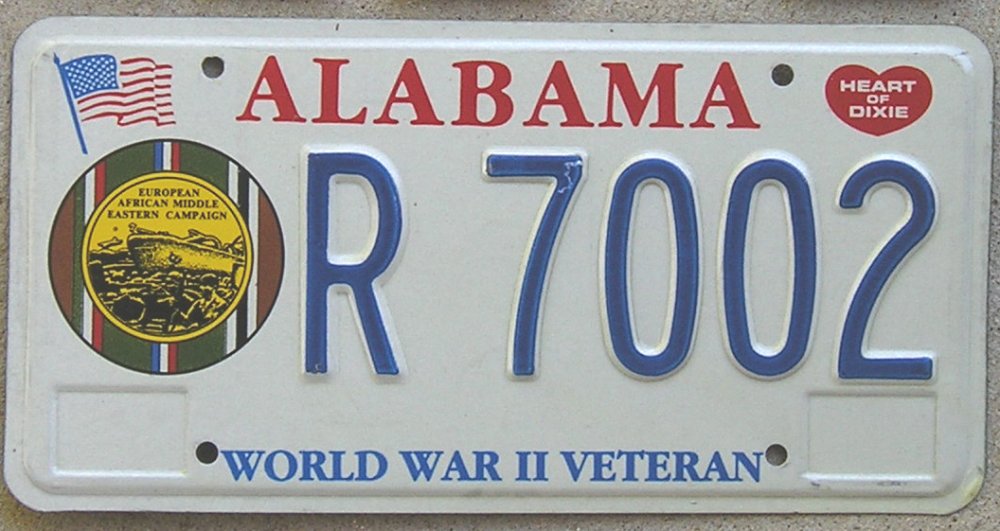 ALABAMA
HEART
OF
DIXIE
EUROPEAN
AFRICAN MIDDLE
EASTERN CAMPAIGN
R 7002
WORLD WAR II VETERAN